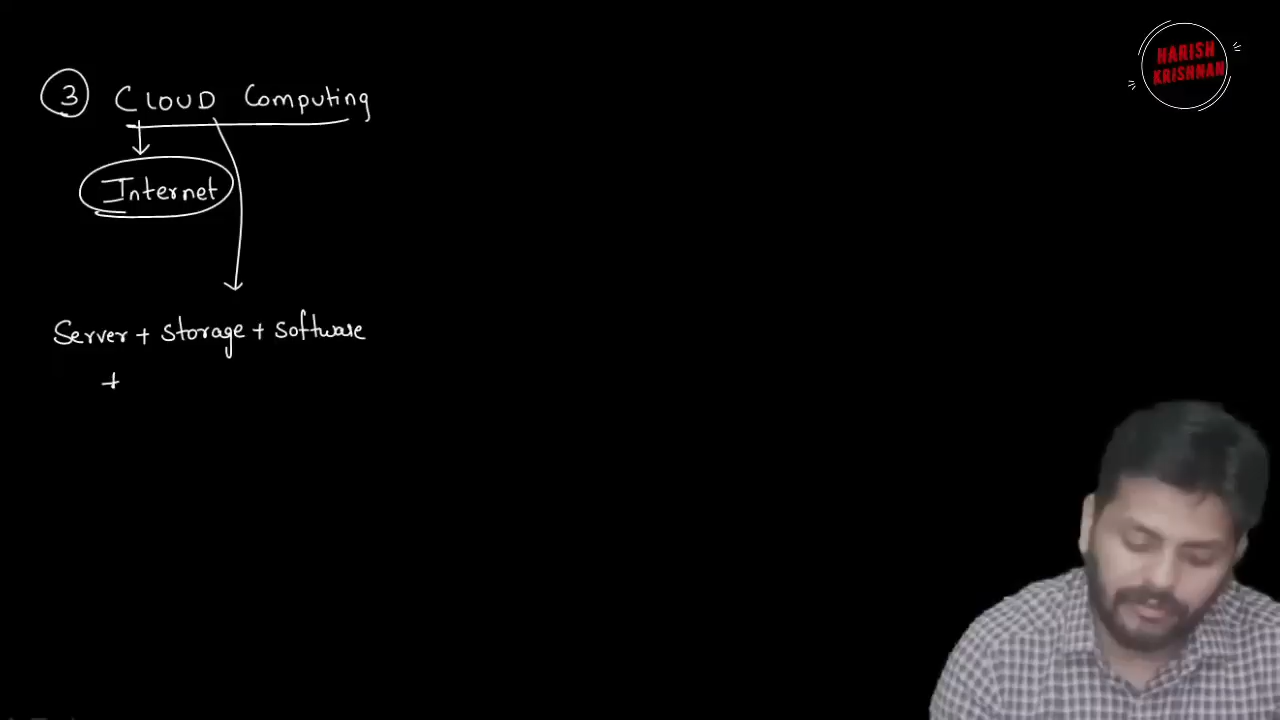 3 CLOUD Computing
Internet
Server + Storage + Software
+
HARISH
KRISHNAN